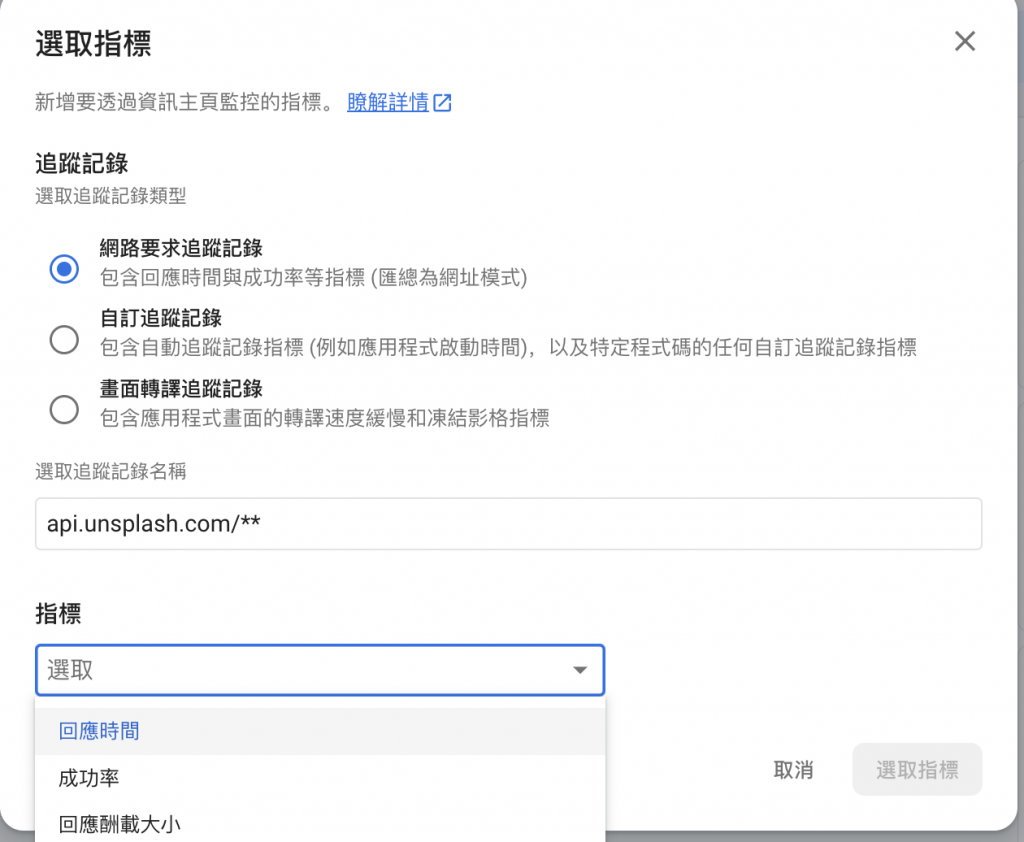 選取指標
新增要透過資訊主頁監控的指標。 瞭解詳情
追蹤記錄
選取追蹤記錄類型
網路要求追蹤記錄
包含回應時間與成功率等指標 (匯總為網址模式)
自訂追蹤記錄
包含自動追蹤記錄指標 (例如應用程式啟動時間)，以及特定程式碼的任何自訂追蹤記錄指標
畫面轉譯追蹤記錄
包含應用程式畫面的轉譯速度緩慢和凍結影格指標
選取追蹤記錄名稱
api.unsplash.com/**
指標
選取
回應時間
成功率
回應酬載大小
取消
選取指標